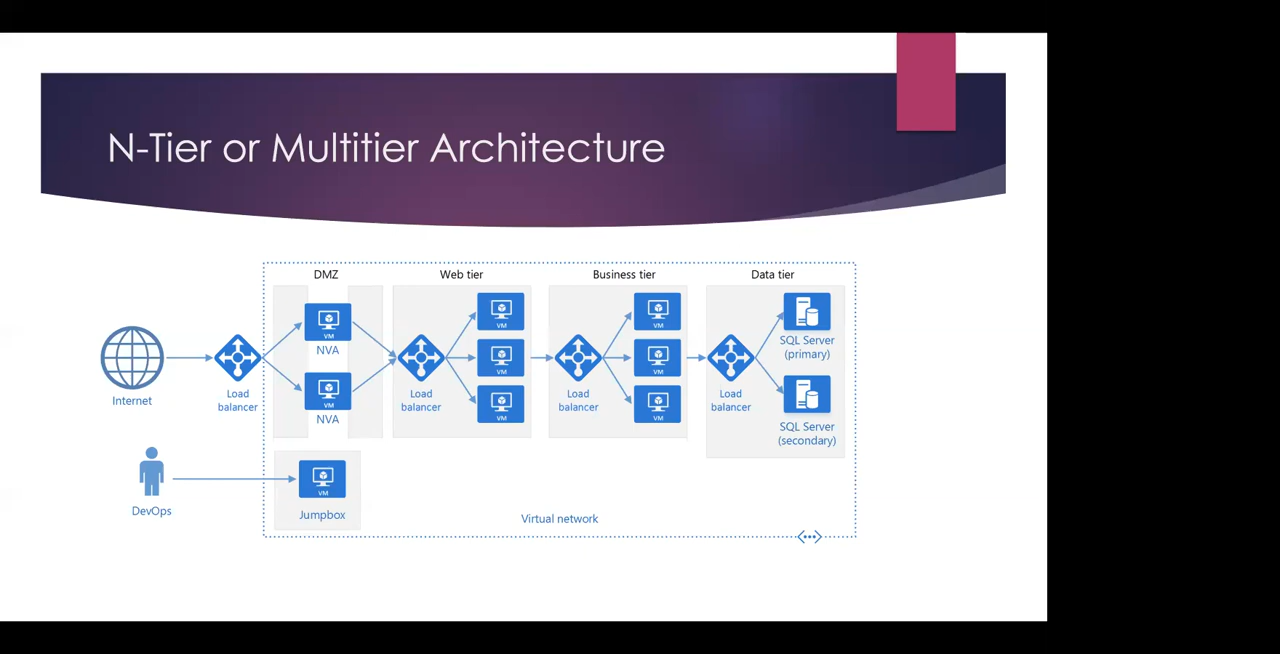 N-Tier or Multitier Architecture
DMZ
Web tier
Business tier
Data tier
Internet
Load
balancer
VM
NVA
VM
NVA
Load
balancer
VM
VM
VM
Load
balancer
VM
VM
VM
Load
balancer
SQL Server
(primary)
SQL Server
(secondary)
DevOps
VM
Jumpbox
Virtual network